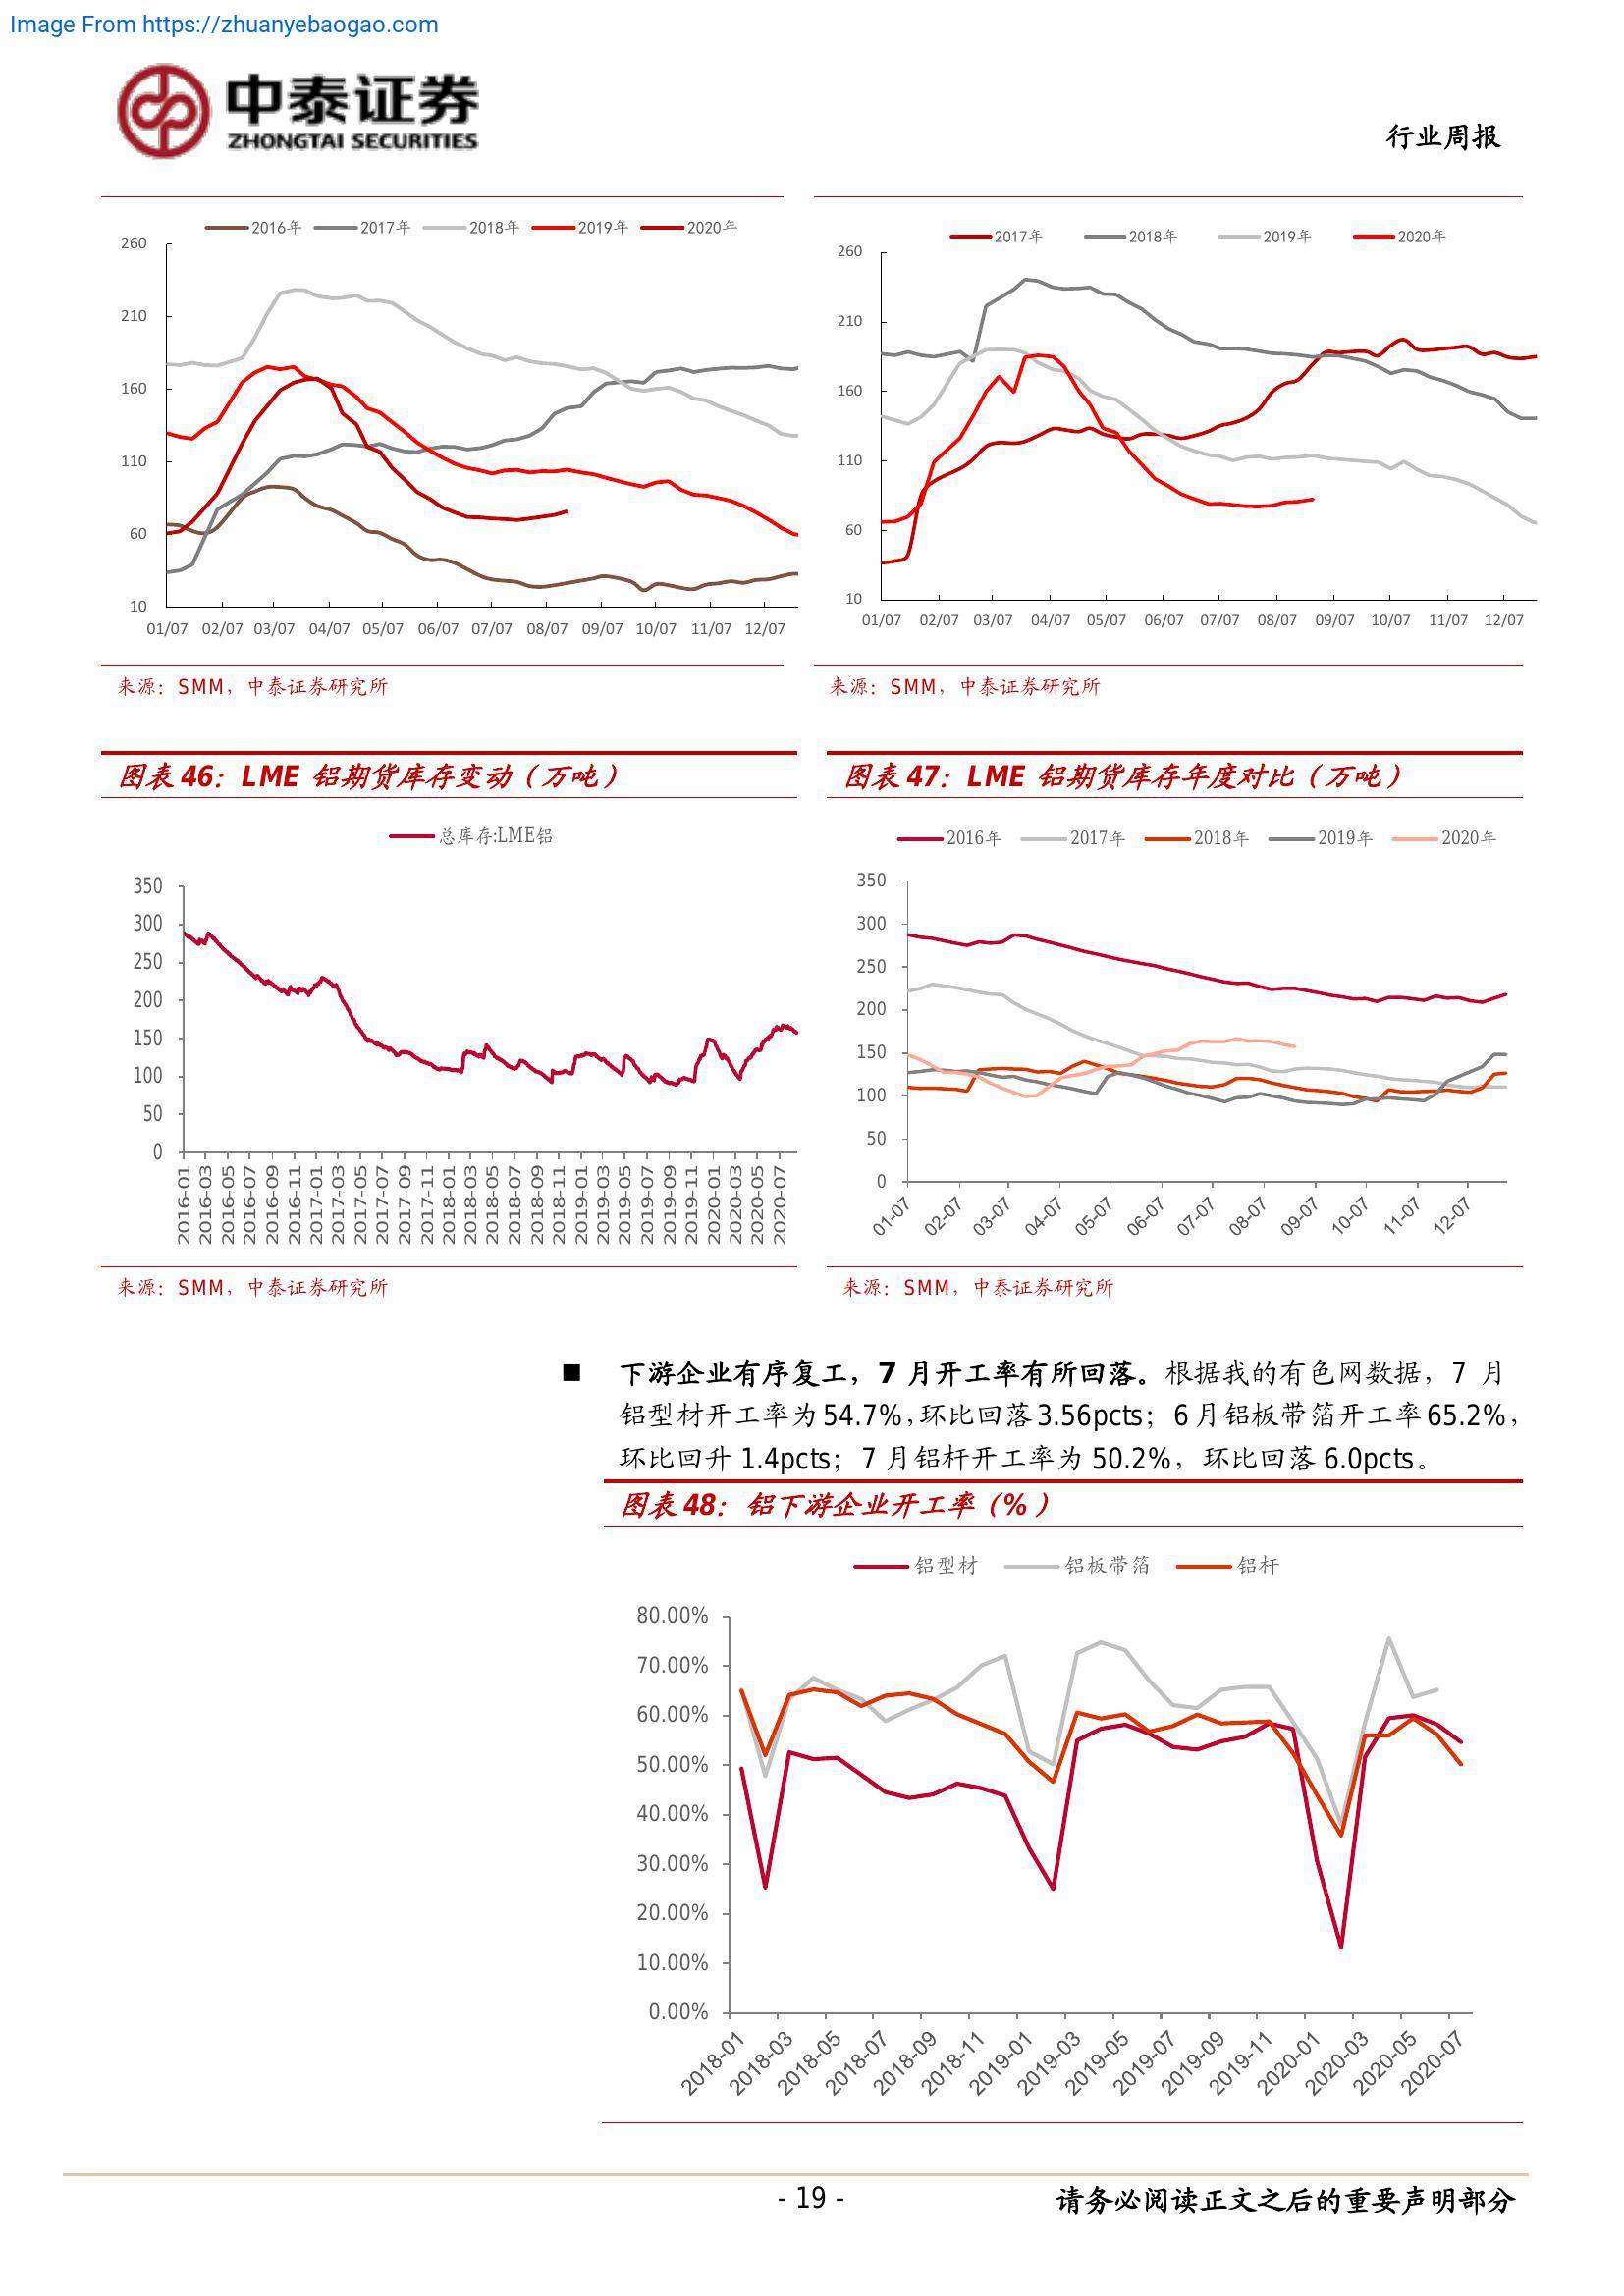 Image From https://zhuanyebaogao.com
中泰证券
ZHONGTAI SECURITIES
行业周报
2016年 2017年 2018年 2019年 2020年
260
210
160
110
60
10
01/07 02/07 03/07 04/07 05/07 06/07 07/07 08/07 09/07 10/07 11/07 12/07
2017年 2018年 2019年 2020年
260
210
160
110
60
10
01/07 02/07 03/07 04/07 05/07 06/07 07/07 08/07 09/07 10/07 11/07 12/07
来源：SMM，中泰证券研究所
来源：SMM，中泰证券研究所
图表46：LME 铝期货库存变动（万吨）
总库存:LME铝
350
300
250
200
150
100
50
0
2016-01 2016-03 2016-05 2016-07 2016-09 2016-11 2017-01 2017-03 2017-05 2017-07 2017-09 2017-11 2018-01 2018-03 2018-05 2018-07 2018-09 2018-11 2019-01 2019-03 2019-05 2019-07 2019-09 2019-11 2020-01 2020-03 2020-05 2020-07
来源：SMM，中泰证券研究所
图表47：LME 铝期货库存年度对比（万吨）
2016年 2017年 2018年 2019年 2020年
350
300
250
200
150
100
50
0
01-07 02-07 03-07 04-07 05-07 06-07 07-07 08-07 09-07 10-07 11-07 12-07
来源：SMM，中泰证券研究所
■ 下游企业有序复工，7 月开工率有所回落。根据我的有色网数据，7 月
铝型材开工率为54.7%，环比回落3.56pcts；6月铝板带箔开工率65.2%，
环比回升 1.4pcts；7 月铝杆开工率为 50.2%，环比回落 6.0pcts。
图表48：铝下游企业开工率（%）
铝型材 铝板带箔 铝杆
80.00%
70.00%
60.00%
50.00%
40.00%
30.00%
20.00%
10.00%
0.00%
2018-01 2018-03 2018-05 2018-07 2018-09 2018-11 2019-01 2019-03 2019-05 2019-07 2019-09 2019-11 2020-01 2020-03 2020-05 2020-07
- 19 -
请务必阅读正文之后的重要声明部分